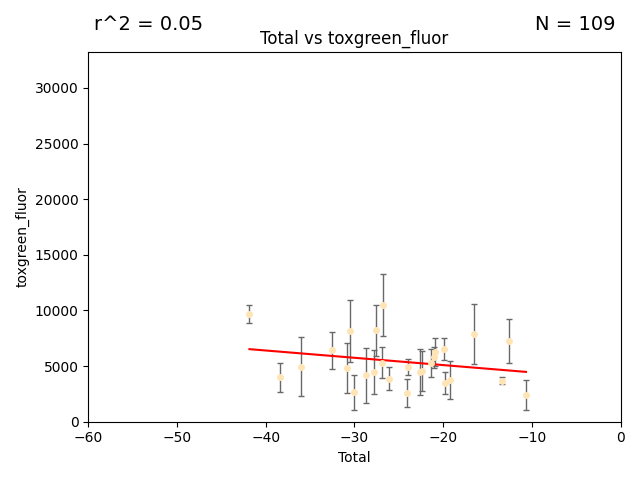 r^2 = 0.05
N = 109
Total vs toxgreen_fluor
30000
25000
20000
15000
10000
5000
0
toxgreen_fluor
−60
−50
−40
−30
−20
−10
0
Total